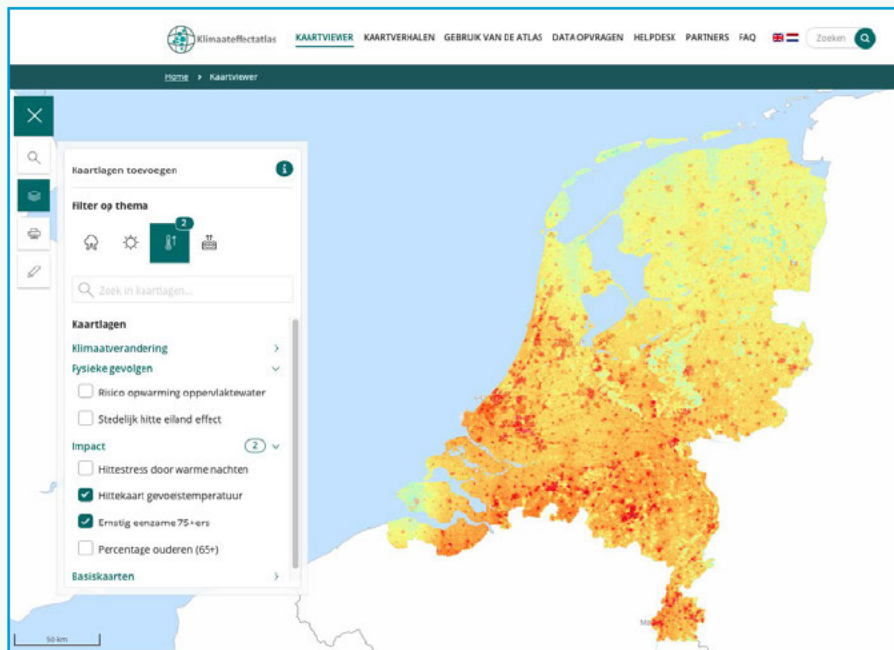 Klimaateffectatlas
KAARTVIEWER KAARTVERHALEN GEBRUIK VAN DE ATLAS DATA OPVRAGEN HELPDESK PARTNERS FAQ Zoeken
Home > Kaartviewer
Kaartlagen toevoegen
Filter op thema
2
Zoek in kaartlagen...
Kaartlagen
Klimaatverandering
Fysieke gevolgen
Risico opwarming oppervlaktewater
Stedelijk hitte eiland effect
Impact 2
Hittestress door warme nachten
Hittekaart gevoelstemperatuur
Ernstig eenzame 75+ers
Percentage ouderen (65+)
Basiskaarten
50 km